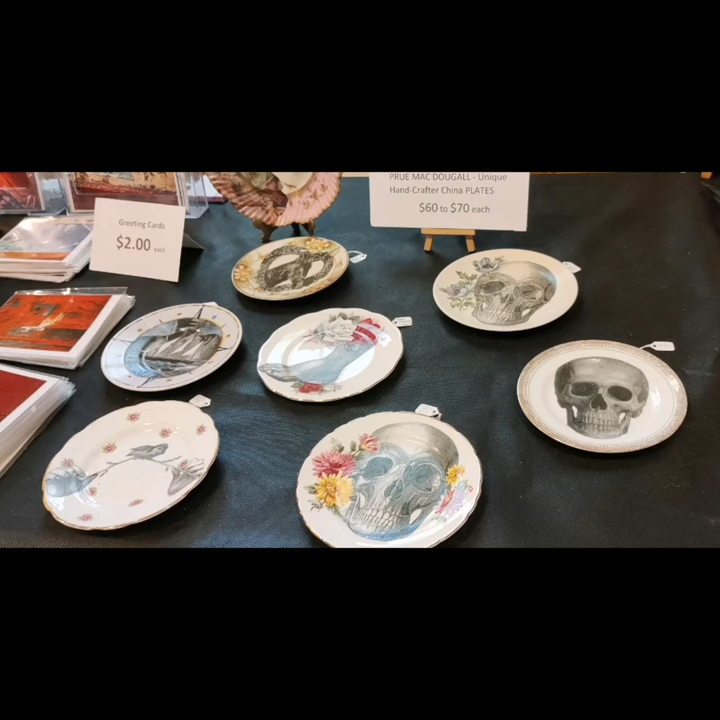 PRUE MAC DOUGALL - Unique
Hand-Crafter China PLATES
$60 to $70 each
Greeting Cards
$2.00 each